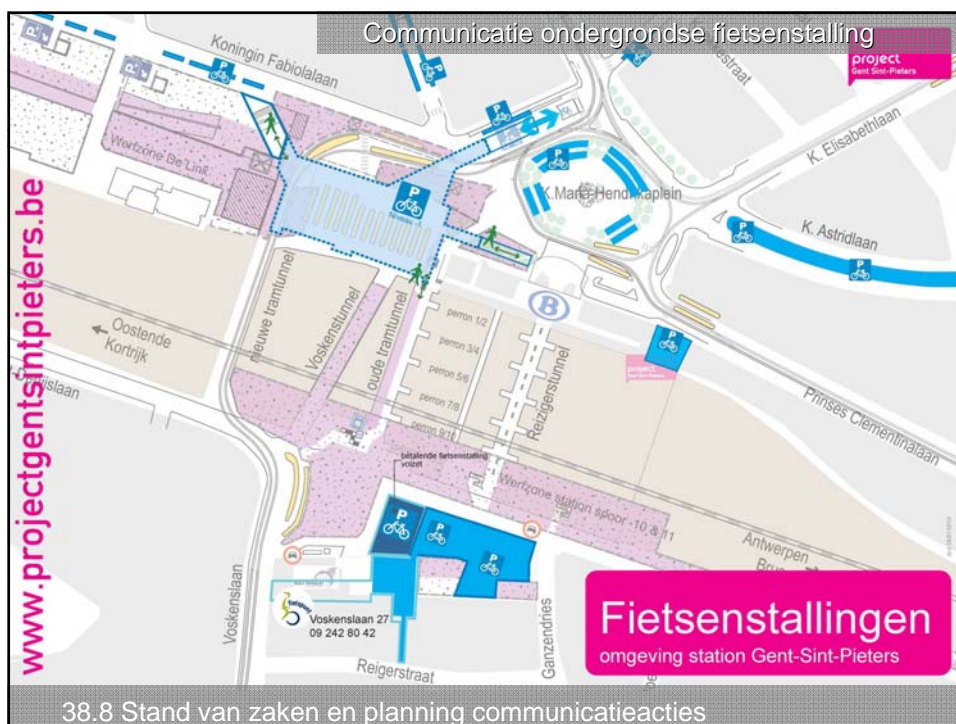 Communicatie ondergrondse fietsenstalling
project
Gent Sint-Pieters
Koningin Fabiolalaan
K. Elisabethlaan
Werfzone De Link
K.Maria-Hendrikaplein
K. Astridlaan
P
www.projectgentsintpieters.be
nieuwe tramtunnel
Voskenstunnel
oude tramtunnel
perron 1/2
perron 3/4
perron 5/6
perron 7/8
perron 9/10
Reizigerstunnel
B
Oostende
Kortrijk
project
Prinses Clementinalaan
betalende fietsenstalling
volzet
Werfzone station spoor -10 & 11
Antwerpen
Voskenslaan
Voskenslaan 27
09 242 80 42
Reigerstraat
Ganzendries
Fietsenstallingen
omgeving station Gent-Sint-Pieters
38.8 Stand van zaken en planning communicatieacties